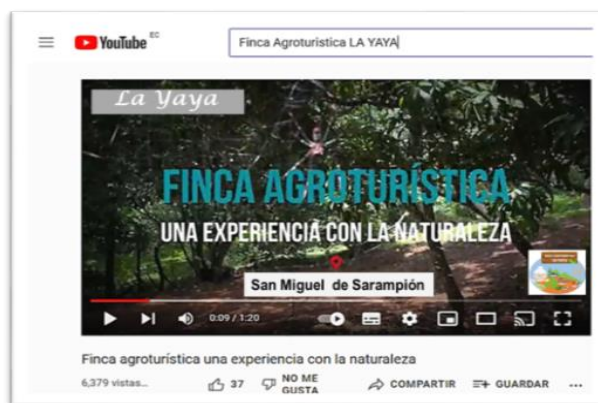 YouTube EC
Finca Agroturistica LA YAYA
La Yaya
FINCA AGROTURÍSTICA
UNA EXPERIENCIA CON LA NATURALEZA
San Miguel de Sarampión
0:09 / 1:20
Finca agroturística una experiencia con la naturaleza
6,379 vistas...
37
NO ME
GUSTA
COMPARTIR
GUARDAR